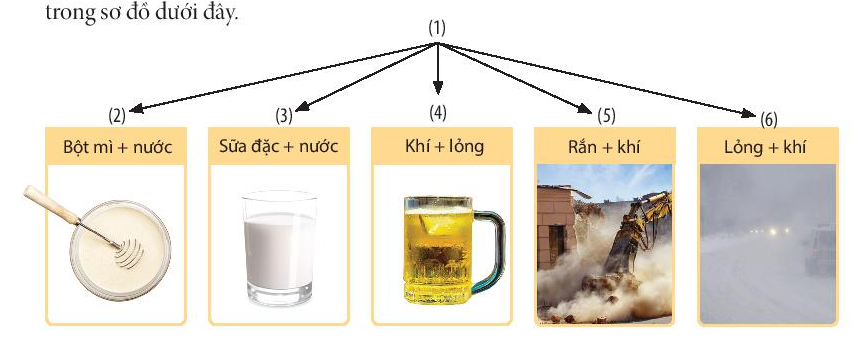 trong sơ đồ dưới đây.
(1)
(2)
(3)
(4)
(5)
(6)
Bột mì + nước
Sữa đặc + nước
Khí + lỏng
Rắn + khí
Lỏng + khí